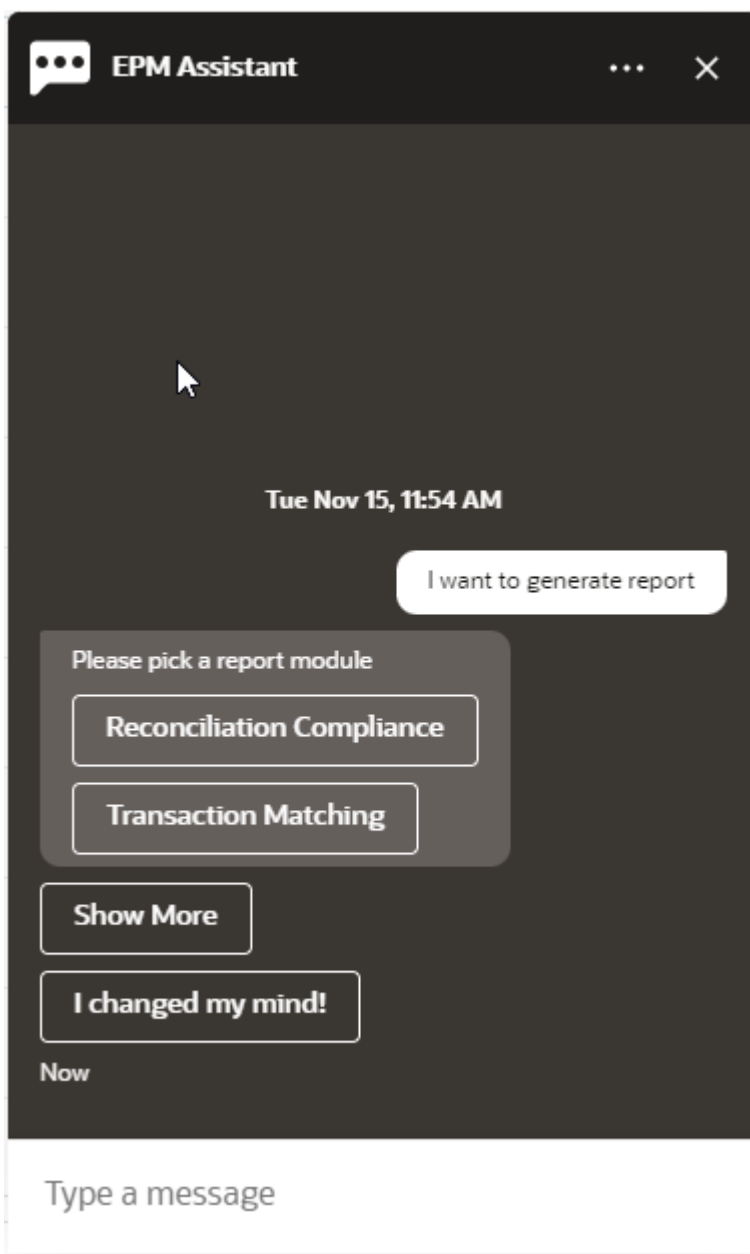 EPM Assistant
Tue Nov 15, 11:54 AM
I want to generate report
Please pick a report module
Reconciliation Compliance
Transaction Matching
Show More
I changed my mind!
Now
Type a message